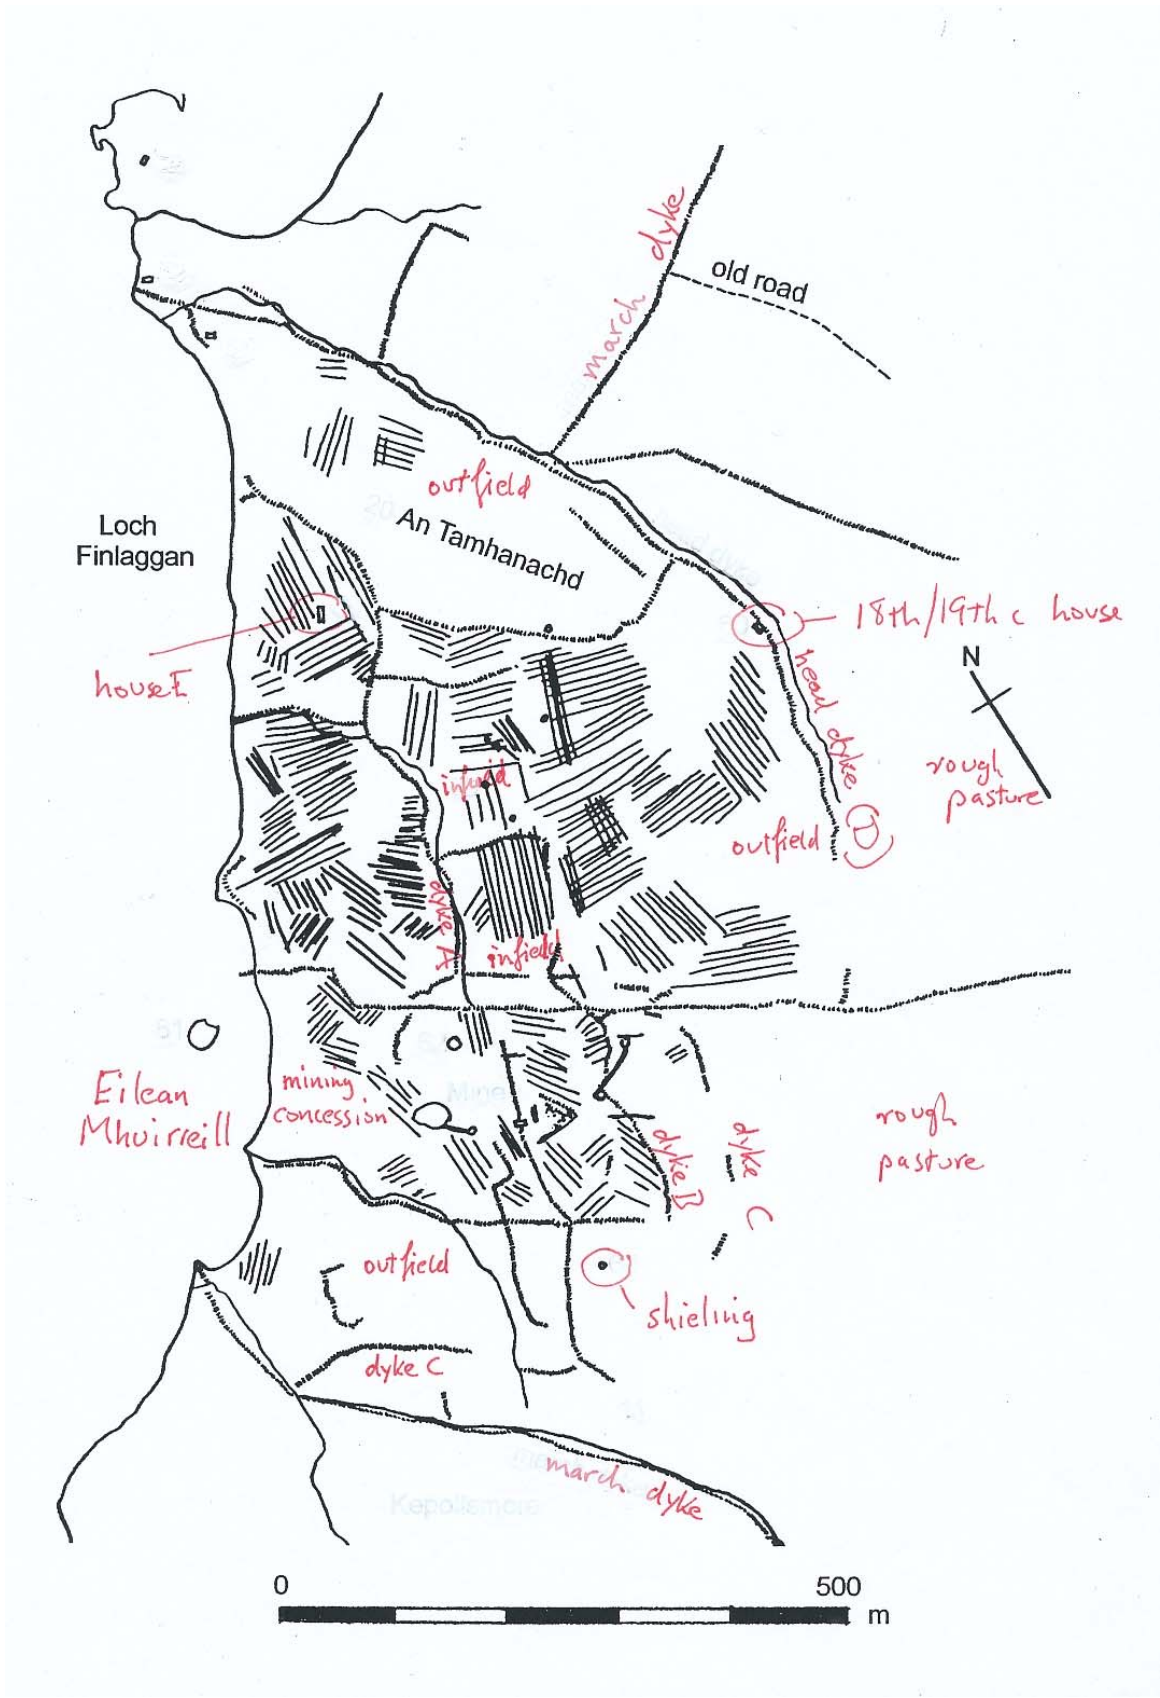 march dyke
old road
outfield
An Tamhanachd
Loch
Finlaggan
18th/19th c house
house E
N
head dyke (D)
rough
pasture
infield
outfield
dyke A
infield
Eilean
Mhuirreill
mining
concession
rough
pasture
dyke B
dyke C
outfield
shieling
dyke C
march dyke
Kepollsmore
0
500
m